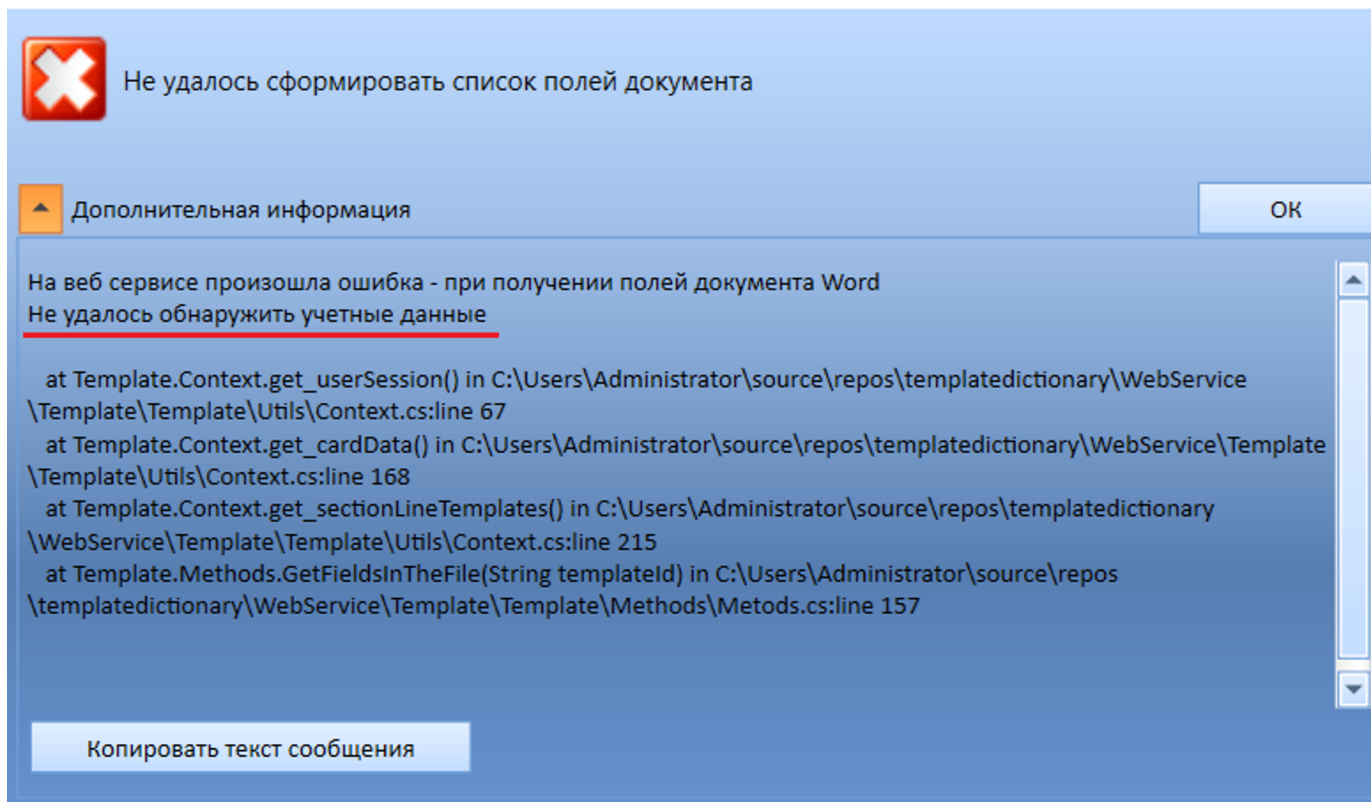 Не удалось сформировать список полей документа
Дополнительная информация
ОК
На веб сервисе произошла ошибка - при получении полей документа Word
Не удалось обнаружить учетные данные
at Template.Context.get_userSession() in C:\Users\Administrator\source\repos\templatedictionary\WebService
\Template\Template\Utils\Context.cs:line 67
at Template.Context.get_cardData() in C:\Users\Administrator\source\repos\templatedictionary\WebService\Template
\Template\Utils\Context.cs:line 168
at Template.Context.get_sectionLineTemplates() in C:\Users\Administrator\source\repos\templatedictionary
\WebService\Template\Template\Utils\Context.cs:line 215
at Template.Methods.GetFieldsInTheFile(String templateId) in C:\Users\Administrator\source\repos
\templatedictionary\WebService\Template\Template\Methods\Metods.cs:line 157
Копировать текст сообщения